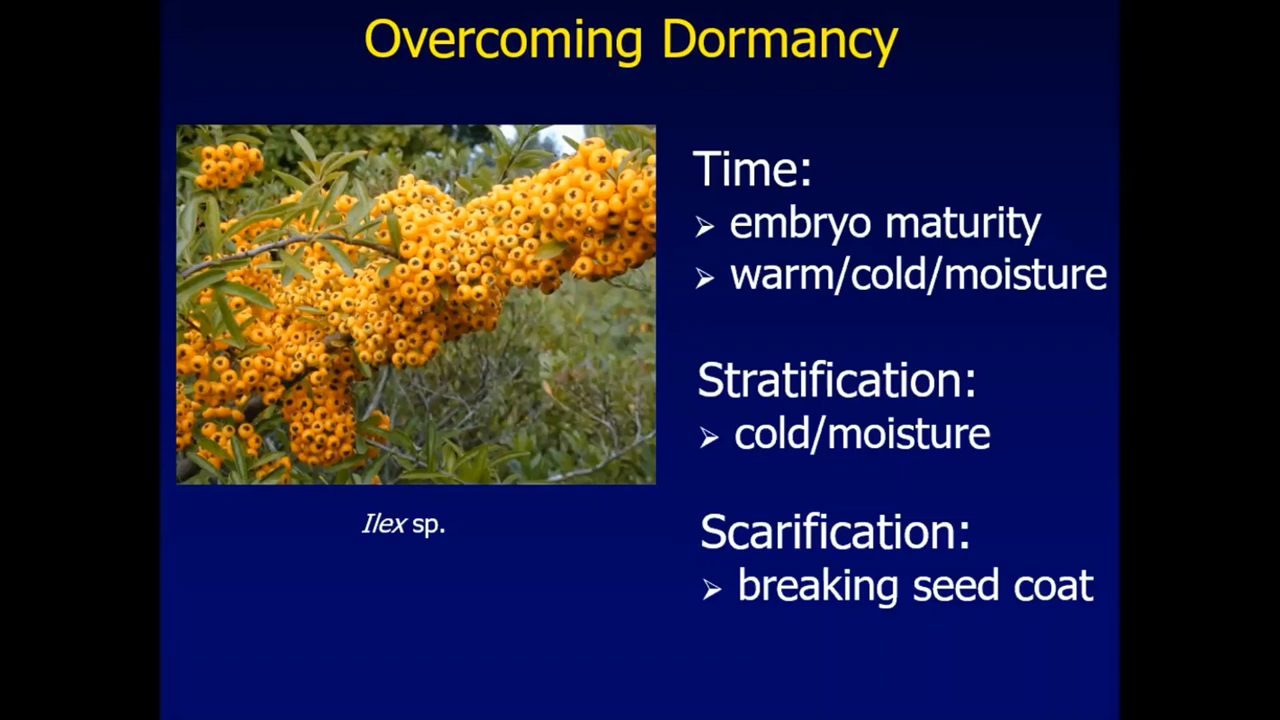 Overcoming Dormancy
Time:
➢ embryo maturity
➢ warm/cold/moisture
Stratification:
➢ cold/moisture
Scarification:
➢ breaking seed coat
Ilex sp.